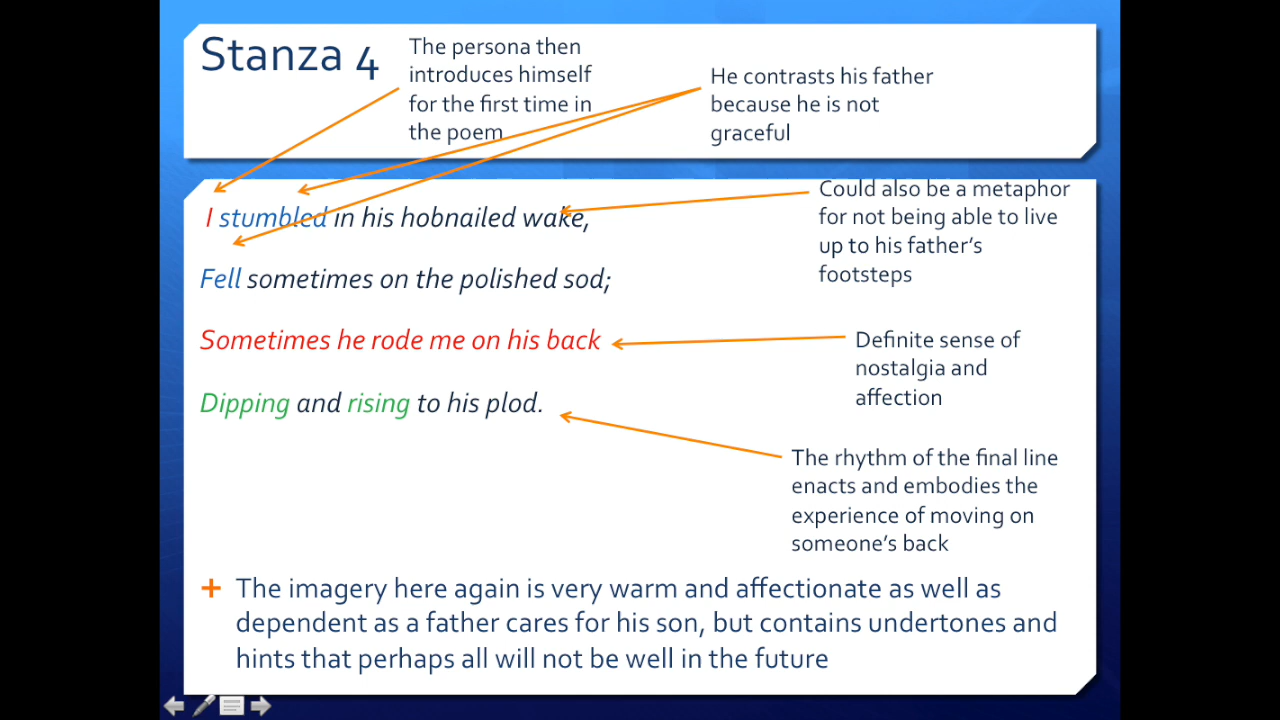 Stanza 4
The persona then
introduces himself
for the first time in
the poem
He contrasts his father
because he is not
graceful
I stumbled in his hobnailed wake,
Could also be a metaphor
for not being able to live
up to his father's
footsteps
Fell sometimes on the polished sod;
Sometimes he rode me on his back
Definite sense of
nostalgia and
affection
Dipping and rising to his plod.
The rhythm of the final line
enacts and embodies the
experience of moving on
someone's back
+ The imagery here again is very warm and affectionate as well as
dependent as a father cares for his son, but contains undertones and
hints that perhaps all will not be well in the future